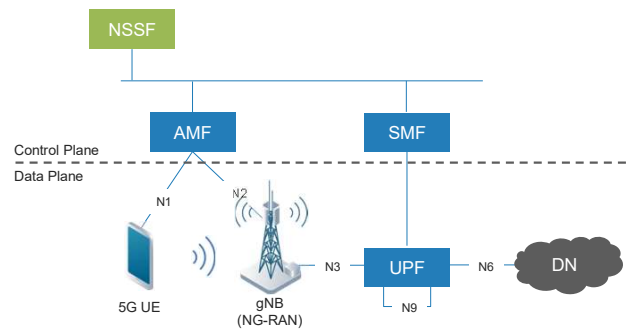 NSSF
AMF
SMF
Control Plane
Data Plane
N1
N2
N3
UPF
N6
DN
N9
5G UE
gNB
(NG-RAN)